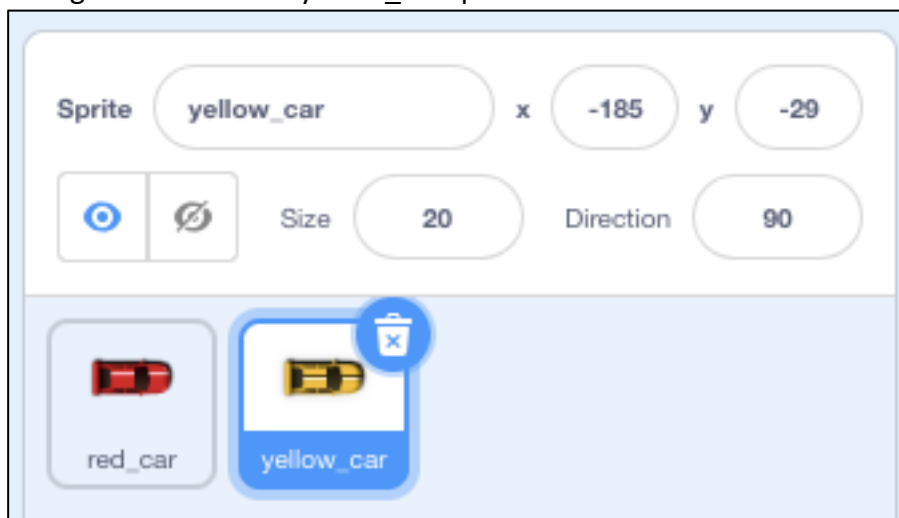 Sprite yellow_car x -185 y -29
Size 20 Direction 90
red_car yellow_car